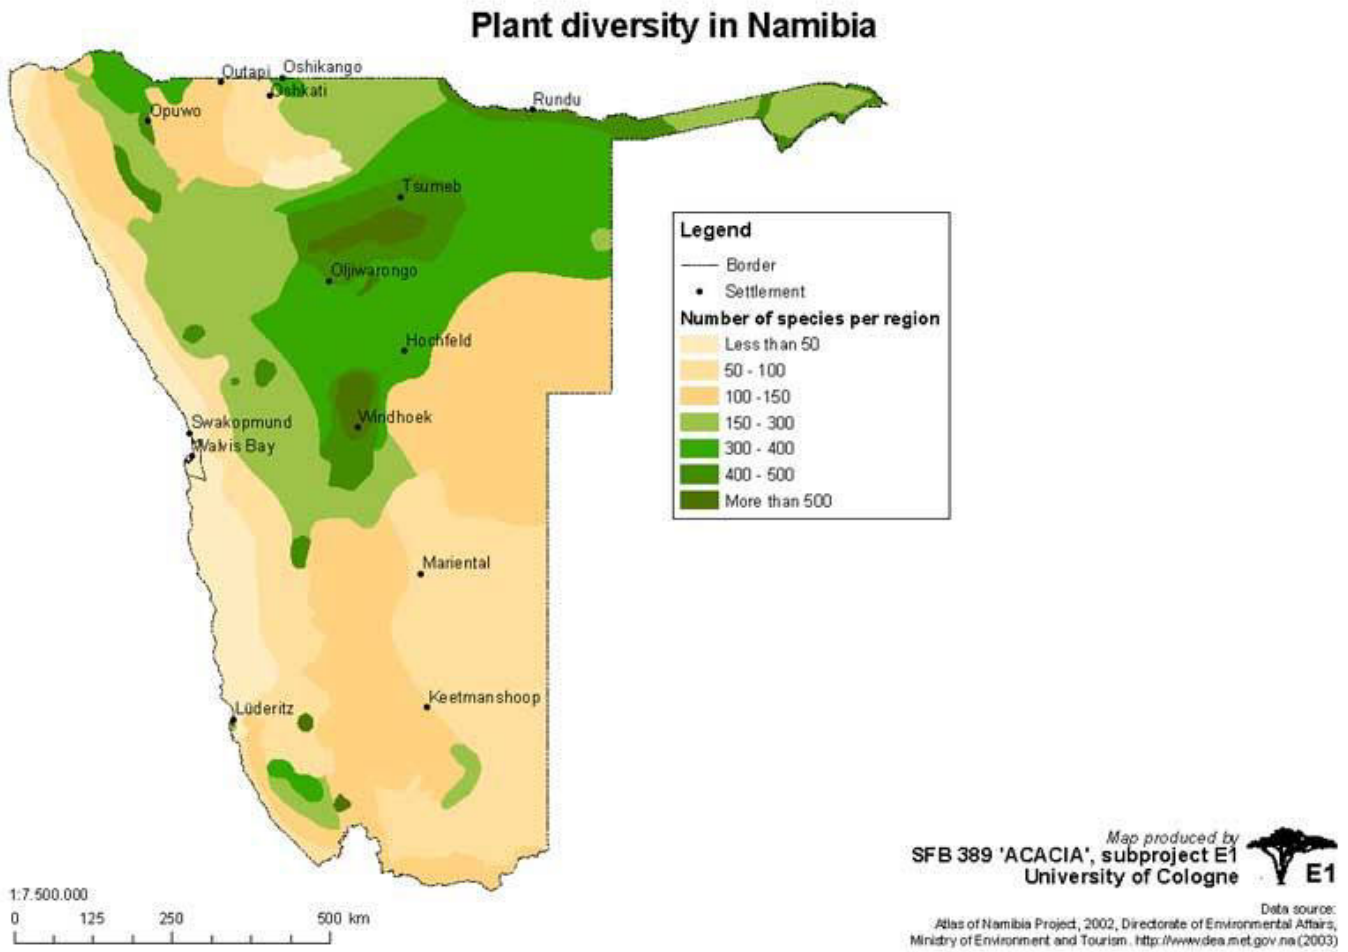 Plant diversity in Namibia
Outapi
Oshikango
Oshkati
Opuwo
Rundu
Tsumeb
Oljiwarongo
Hochfeld
Windhoek
Swakopmund
Walvis Bay
Mariental
Keetmanshoop
Lüderitz
Legend
Border
Settlement
Number of species per region
Less than 50
50 - 100
100 -150
150 - 300
300 - 400
400 - 500
More than 500
Map produced by
SFB 389 'ACACIA', subproject E1
University of Cologne
E1
1:7.500.000
0 125 250 500 km
Data source:
Atlas of Namibia Project, 2002, Directorate of Environmental Affairs,
Ministry of Environment and Tourism. http://www.dea.met.gov.na (2003)